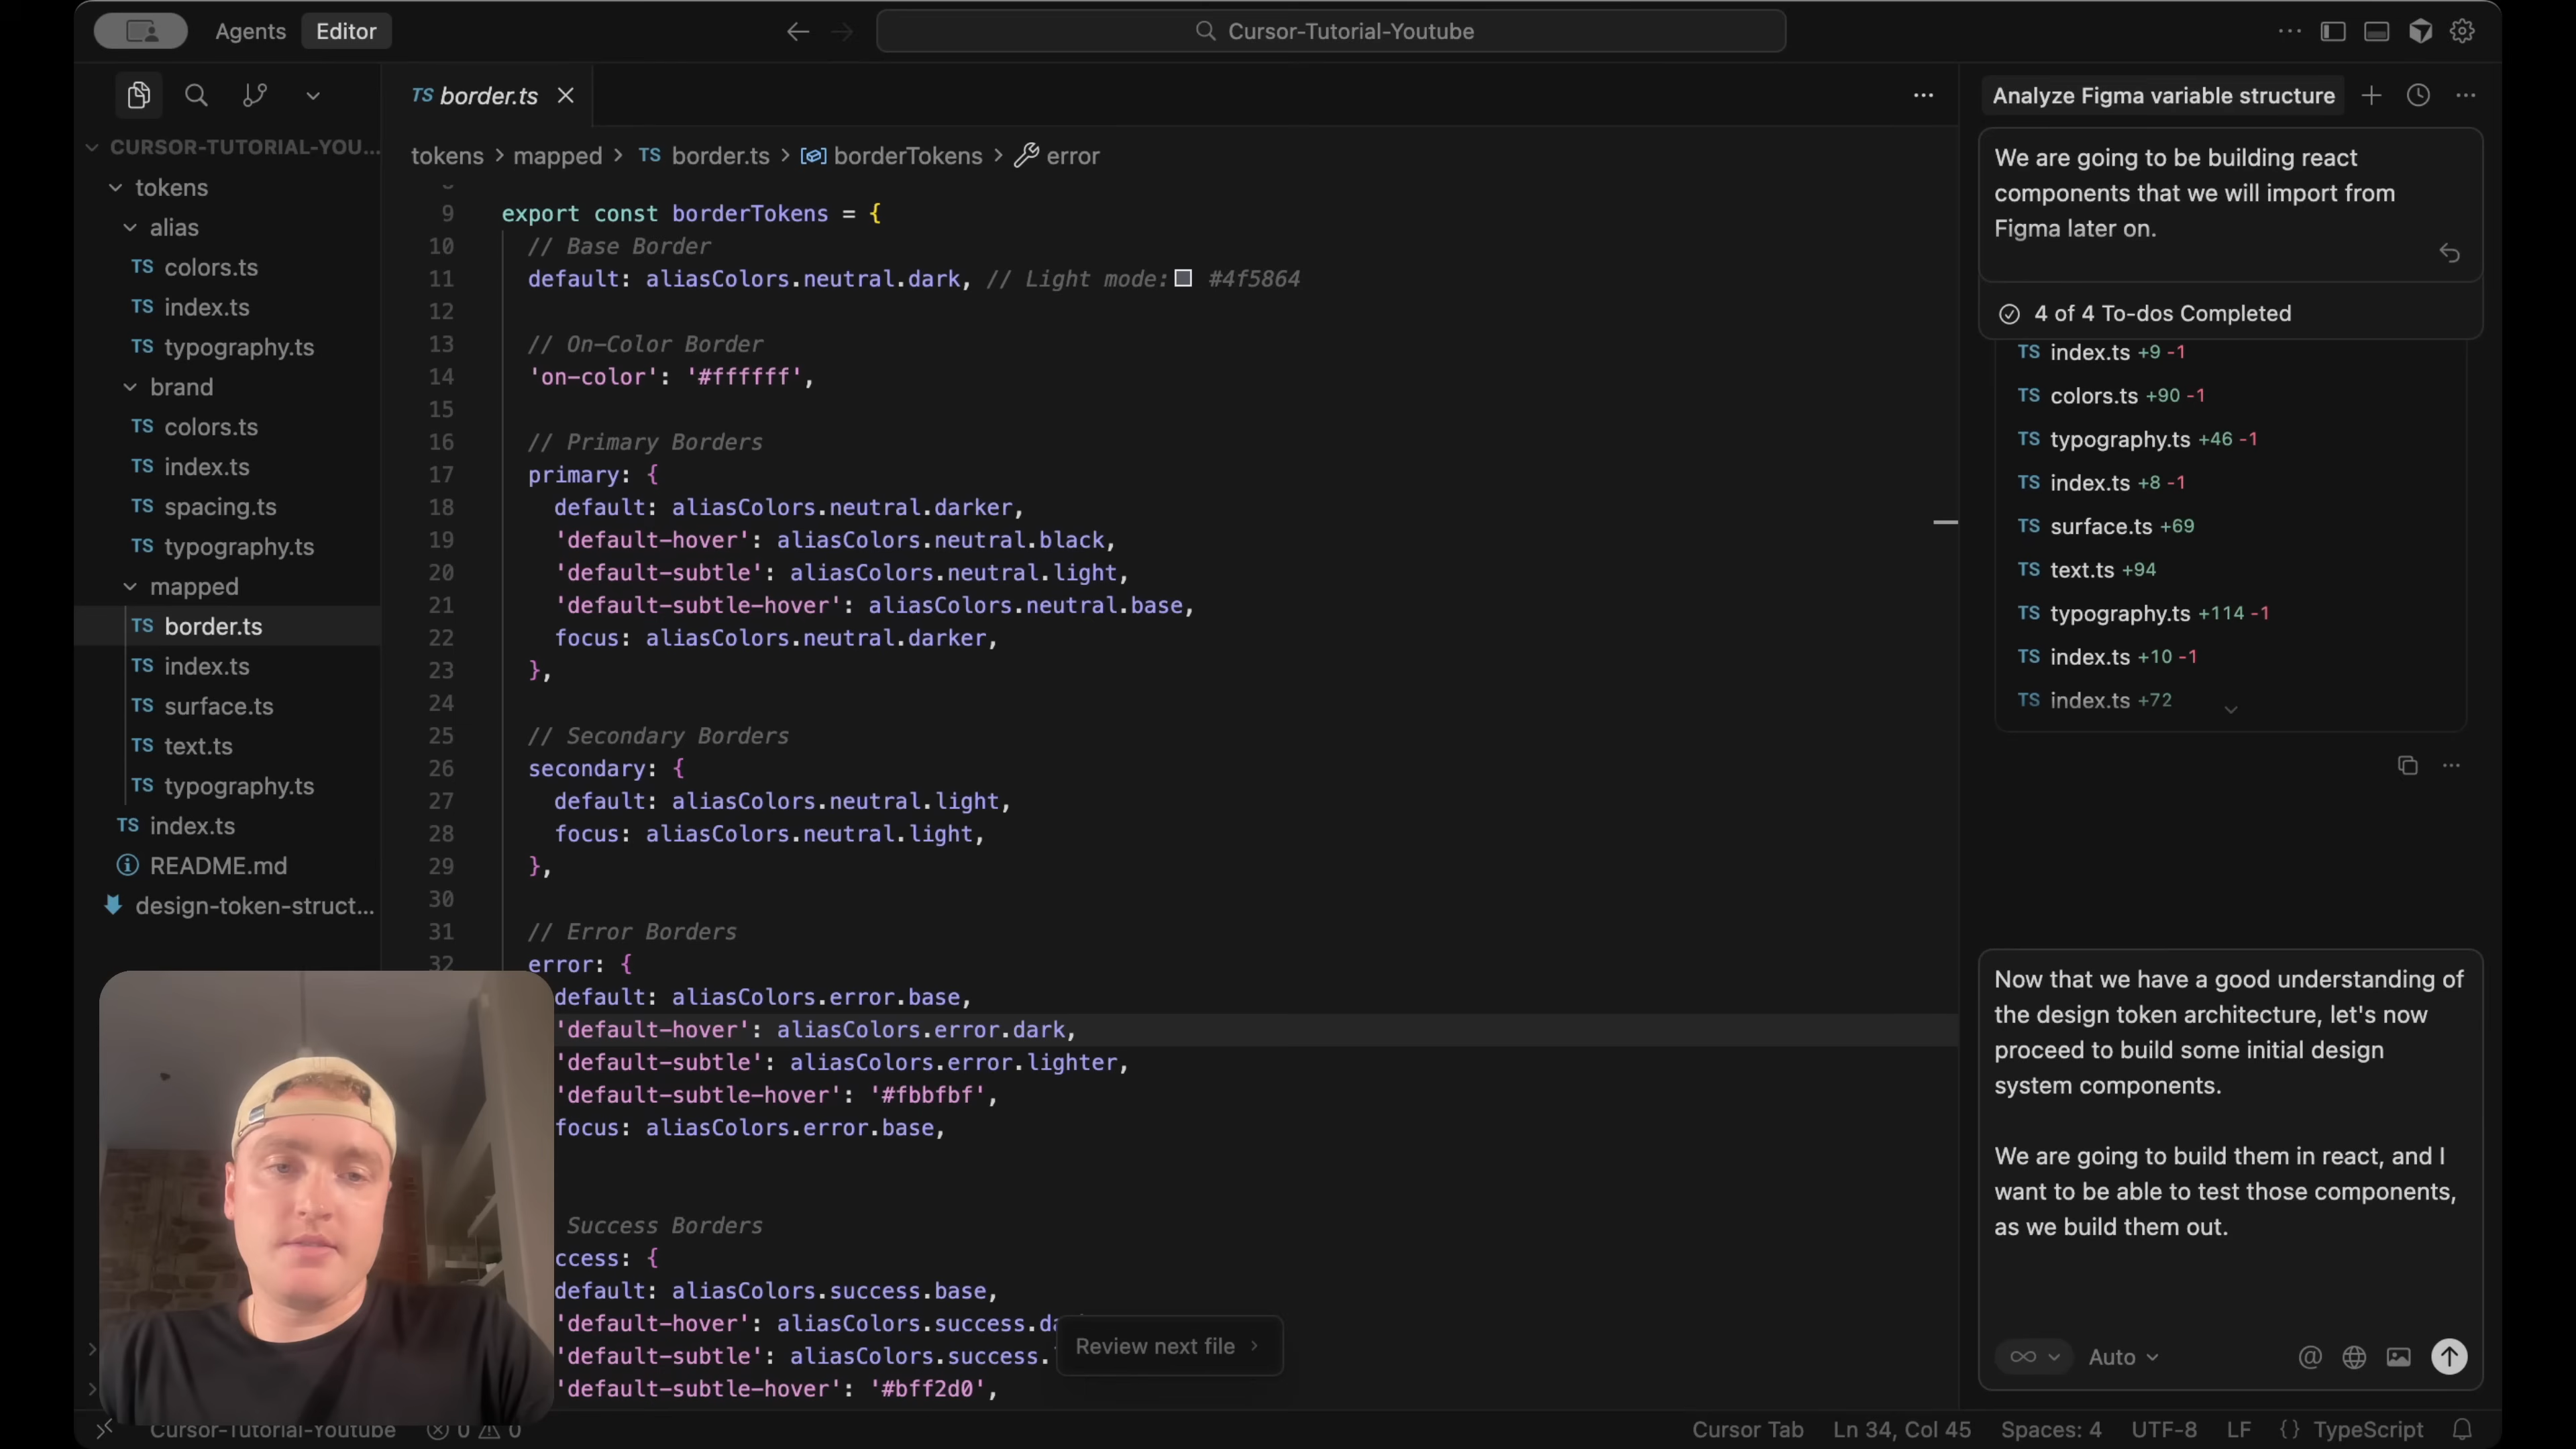 Agents Editor
Cursor-Tutorial-Youtube
CURSOR-TUTORIAL-YOU...
tokens
alias
TS colors.ts
TS index.ts
TS typography.ts
brand
TS colors.ts
TS index.ts
TS spacing.ts
TS typography.ts
mapped
TS border.ts
TS index.ts
TS surface.ts
TS text.ts
TS typography.ts
TS index.ts
README.md
design-token-struct...
TS border.ts
tokens > mapped > TS border.ts > borderTokens > error
9 export const borderTokens = {
10 // Base Border
11 default: aliasColors.neutral.dark, // Light mode: #4f5864
12
13 // On-Color Border
14 'on-color': '#ffffff',
15
16 // Primary Borders
17 primary: {
18 default: aliasColors.neutral.darker,
19 'default-hover': aliasColors.neutral.black,
20 'default-subtle': aliasColors.neutral.light,
21 'default-subtle-hover': aliasColors.neutral.base,
22 focus: aliasColors.neutral.darker,
23 },
24
25 // Secondary Borders
26 secondary: {
27 default: aliasColors.neutral.light,
28 focus: aliasColors.neutral.light,
29 },
30
31 // Error Borders
32 error: {
default: aliasColors.error.base,
'default-hover': aliasColors.error.dark,
'default-subtle': aliasColors.error.lighter,
'default-subtle-hover': '#fbbfbf',
focus: aliasColors.error.base,
Success Borders
ccess: {
default: aliasColors.success.base,
'default-hover': aliasColors.success.da
'default-subtle': aliasColors.success.
'default-subtle-hover': '#bff2d0',
Review next file >
Analyze Figma variable structure
We are going to be building react
components that we will import from
Figma later on.
4 of 4 To-dos Completed
TS index.ts +9 -1
TS colors.ts +90 -1
TS typography.ts +46 -1
TS index.ts +8 -1
TS surface.ts +69
TS text.ts +94
TS typography.ts +114 -1
TS index.ts +10 -1
TS index.ts +72
Now that we have a good understanding of
the design token architecture, let's now
proceed to build some initial design
system components.
We are going to build them in react, and I
want to be able to test those components,
as we build them out.
Auto
Cursor-Tutorial-Youtube 0 0
Cursor Tab Ln 34, Col 45 Spaces: 4 UTF-8 LF {} TypeScript